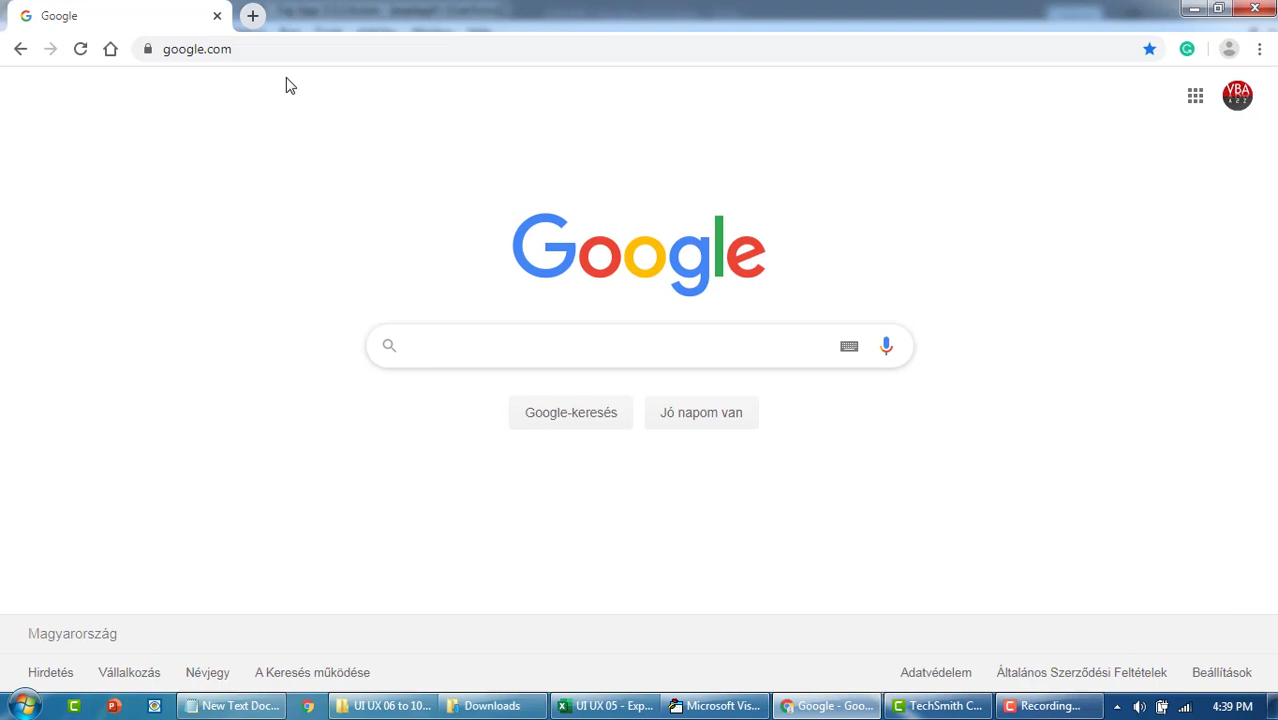 Google
google.com
VBA
A 2 Z
Google
Google-keresés
Jó napom van
Magyarország
Hirdetés Vállalkozás Névjegy A Keresés működése
Adatvédelem Általános Szerződési Feltételek Beállítások
New Text Doc... UI UX 06 to 10... Downloads UI UX 05 - Exp... Microsoft Vis... Google - Goo... TechSmith C... Recording... 4:39 PM